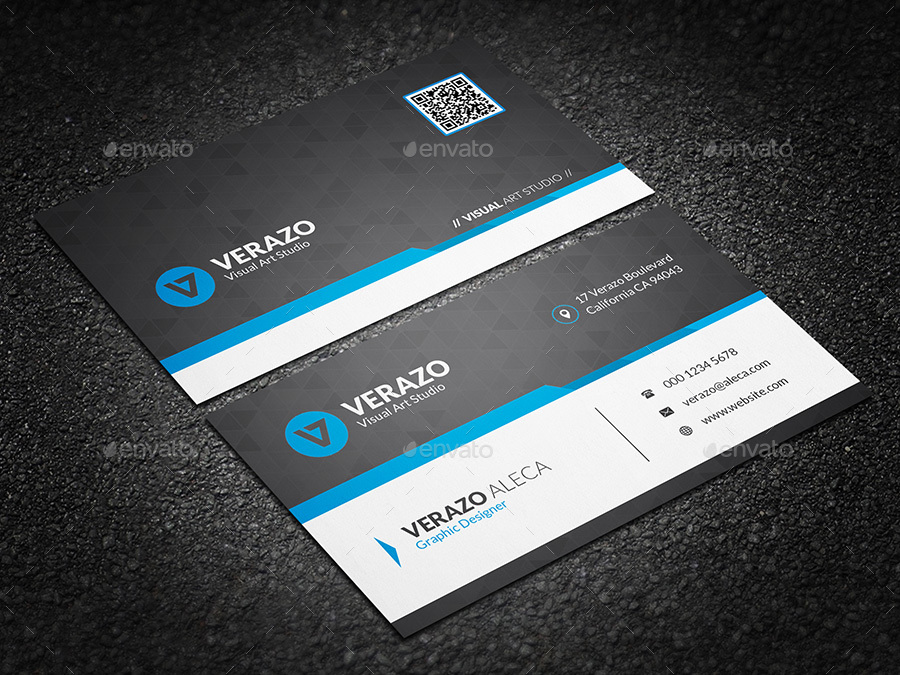 VERAZO
Visual Art Studio
// VISUAL ART STUDIO //
VERAZO
Visual Art Studio
17 Verazo Boulevard
California CA 94043
000 1234 5678
verazo@aleca.com
www.website.com
VERAZO ALECA
Graphic Designer
envato
envato
envato
envato
envato
envato